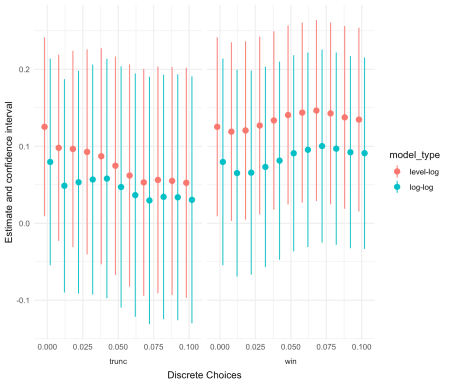 Estimate and confidence interval
0.2
0.1
0.0
-0.1
0.000 0.025 0.050 0.075 0.100 0.000 0.025 0.050 0.075 0.100
trunc win
Discrete Choices
model_type
level-log
log-log